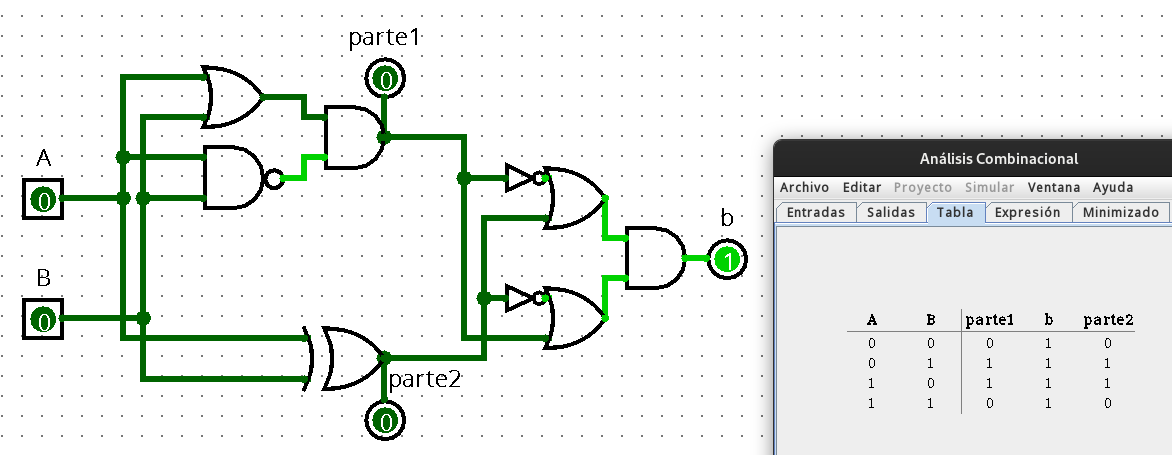 parte1
0
A
0
B
0
parte2
0
b
1
Análisis Combinacional
Archivo Editar Proyecto Simular Ventana Ayuda
Entradas Salidas Tabla Expresión Minimizado
A B parte1 b parte2
0 0 0 1 0
0 1 1 1 1
1 0 1 1 1
1 1 0 1 0